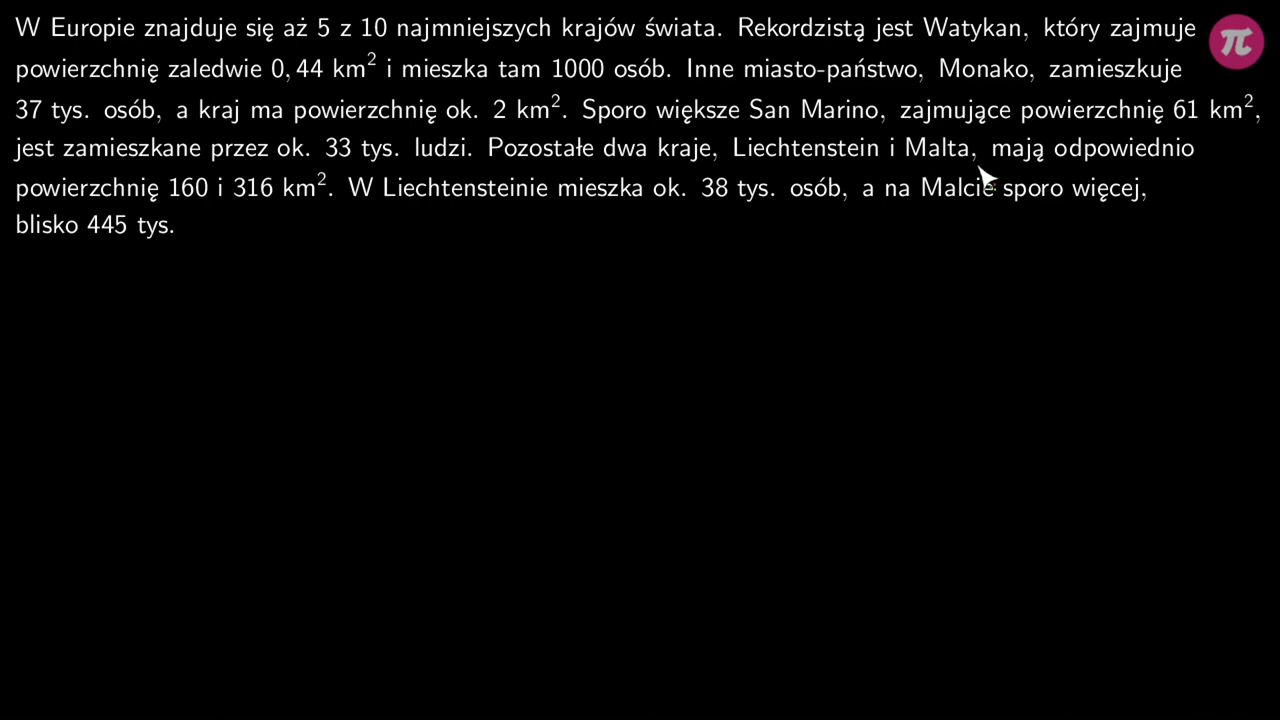 W Europie znajduje się aż 5 z 10 najmniejszych krajów świata. Rekordzistą jest Watykan, który zajmuje
powierzchnię zaledwie 0,44 km² i mieszka tam 1000 osób. Inne miasto-państwo, Monako, zamieszkuje
37 tys. osób, a kraj ma powierzchnię ok. 2 km². Sporo większe San Marino, zajmujące powierzchnię 61 km²,
jest zamieszkane przez ok. 33 tys. ludzi. Pozostałe dwa kraje, Liechtenstein i Malta, mają odpowiednio
powierzchnię 160 i 316 km². W Liechtensteinie mieszka ok. 38 tys. osób, a na Malcie sporo więcej,
blisko 445 tys.
π